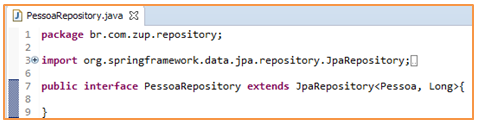 PessoaRepository.java
1 package br.com.zup.repository;
2
3 import org.springframework.data.jpa.repository.JpaRepository;
6
7 public interface PessoaRepository extends JpaRepository<Pessoa, Long>{
8
9 }